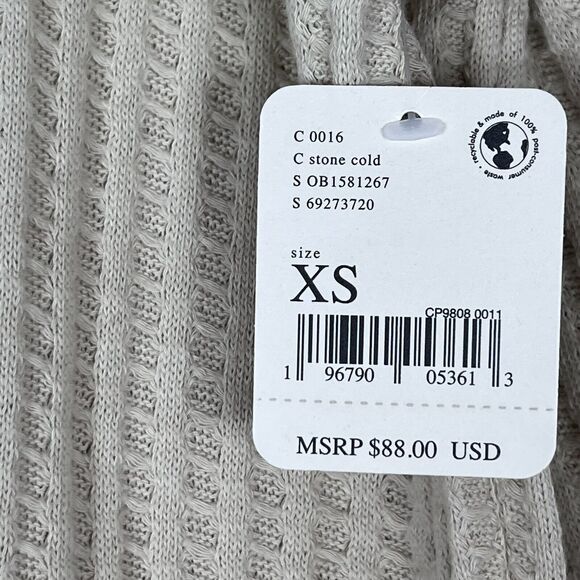 C 0016
C stone cold
S OB1581267
S 69273720
recyclable & made of 100% post-consumer waste •
size
XS
CP9808 0011
1 96790 05361 3
MSRP $88.00 USD